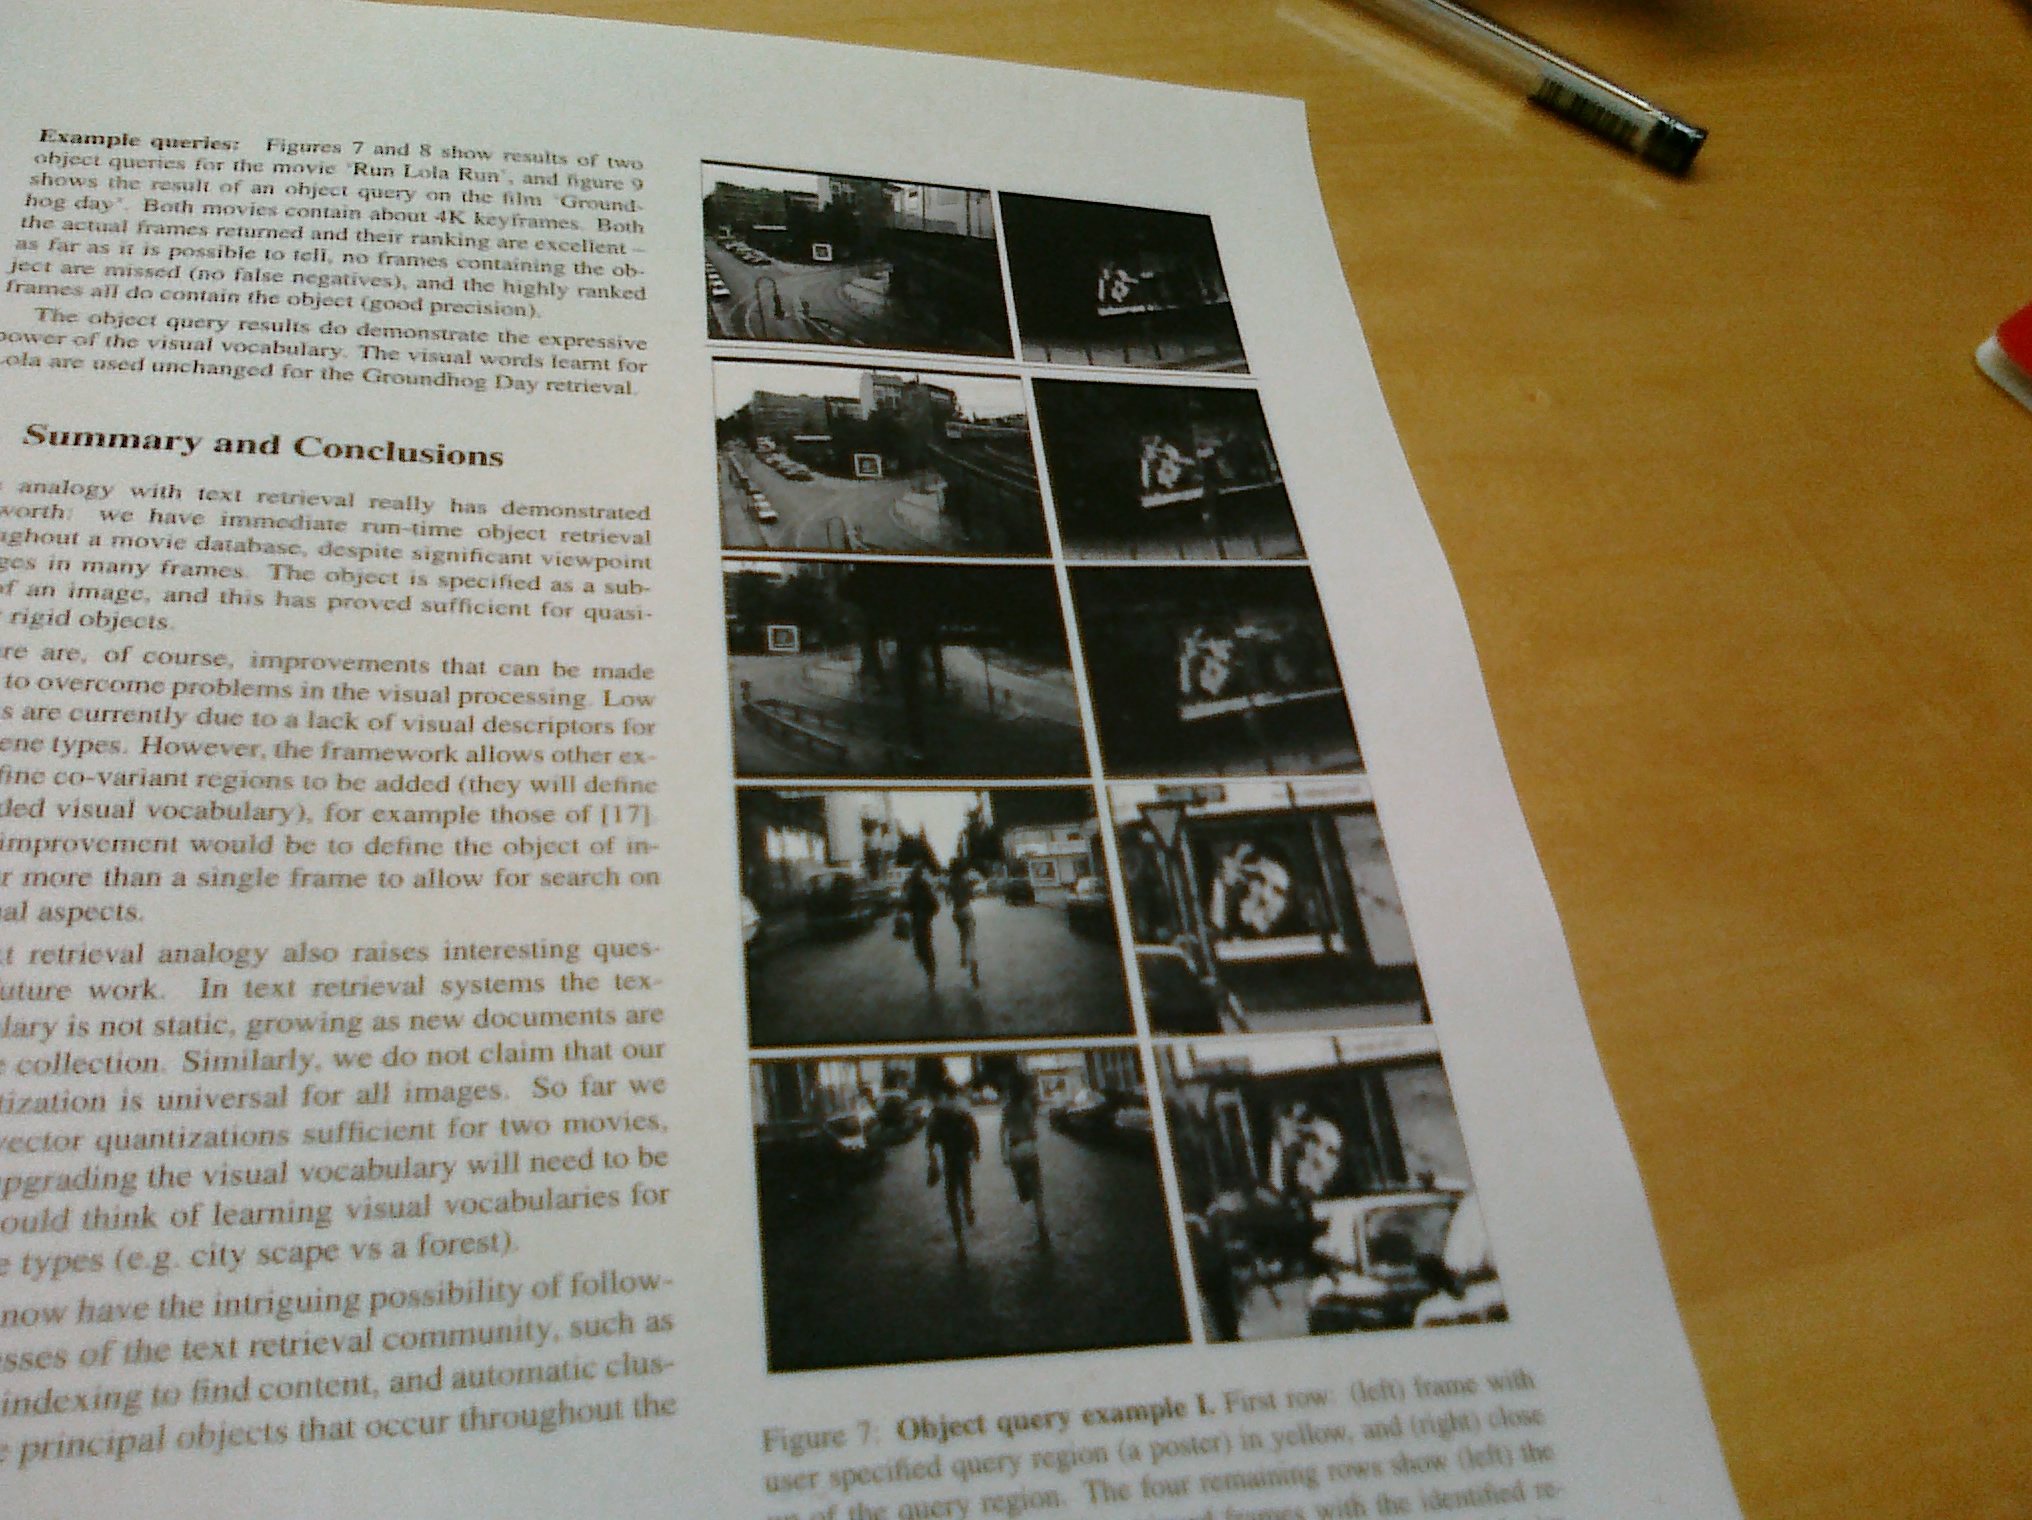 Example queries: Figures 7 and 8 show results of two
object queries for the movie 'Run Lola Run', and figure 9
shows the result of an object query on the film 'Ground-
hog day'. Both movies contain about 4K keyframes. Both
the actual frames returned and their ranking are excellent –
as far as it is possible to tell, no frames containing the ob-
ject are missed (no false negatives), and the highly ranked
frames all do contain the object (good precision).
The object query results do demonstrate the expressive
power of the visual vocabulary. The visual words learnt for
Lola are used unchanged for the Groundhog Day retrieval.
Summary and Conclusions
analogy with text retrieval really has demonstrated
worth: we have immediate run-time object retrieval
ughout a movie database, despite significant viewpoint
ges in many frames. The object is specified as a sub-
of an image, and this has proved sufficient for quasi-
rigid objects.
re are, of course, improvements that can be made
to overcome problems in the visual processing. Low
s are currently due to a lack of visual descriptors for
ene types. However, the framework allows other ex-
fine co-variant regions to be added (they will define
ded visual vocabulary), for example those of [17].
improvement would be to define the object of in-
r more than a single frame to allow for search on
al aspects.
t retrieval analogy also raises interesting ques-
uture work. In text retrieval systems the tex-
lary is not static, growing as new documents are
e collection. Similarly, we do not claim that our
tization is universal for all images. So far we
vector quantizations sufficient for two movies,
upgrading the visual vocabulary will need to be
ould think of learning visual vocabularies for
e types (e.g. city scape vs a forest).
now have the intriguing possibility of follow-
sses of the text retrieval community, such as
indexing to find content, and automatic clus-
e principal objects that occur throughout the
Figure 7: Object query example I. First row: (left) frame with
user specified query region (a poster) in yellow, and (right) close
up of the query region. The four remaining rows show (left) the
frames with the identified re-